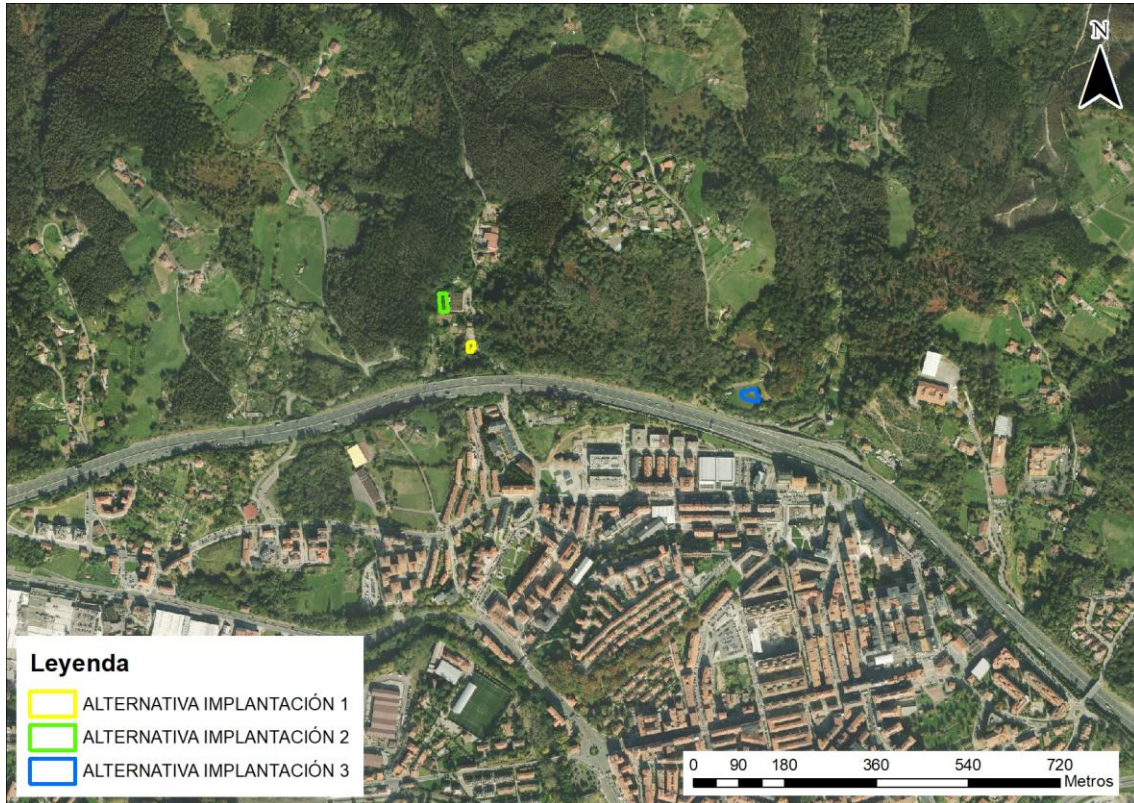 N
Leyenda
ALTERNATIVA IMPLANTACIÓN 1
ALTERNATIVA IMPLANTACIÓN 2
ALTERNATIVA IMPLANTACIÓN 3
0 90 180 360 540 720
Metros